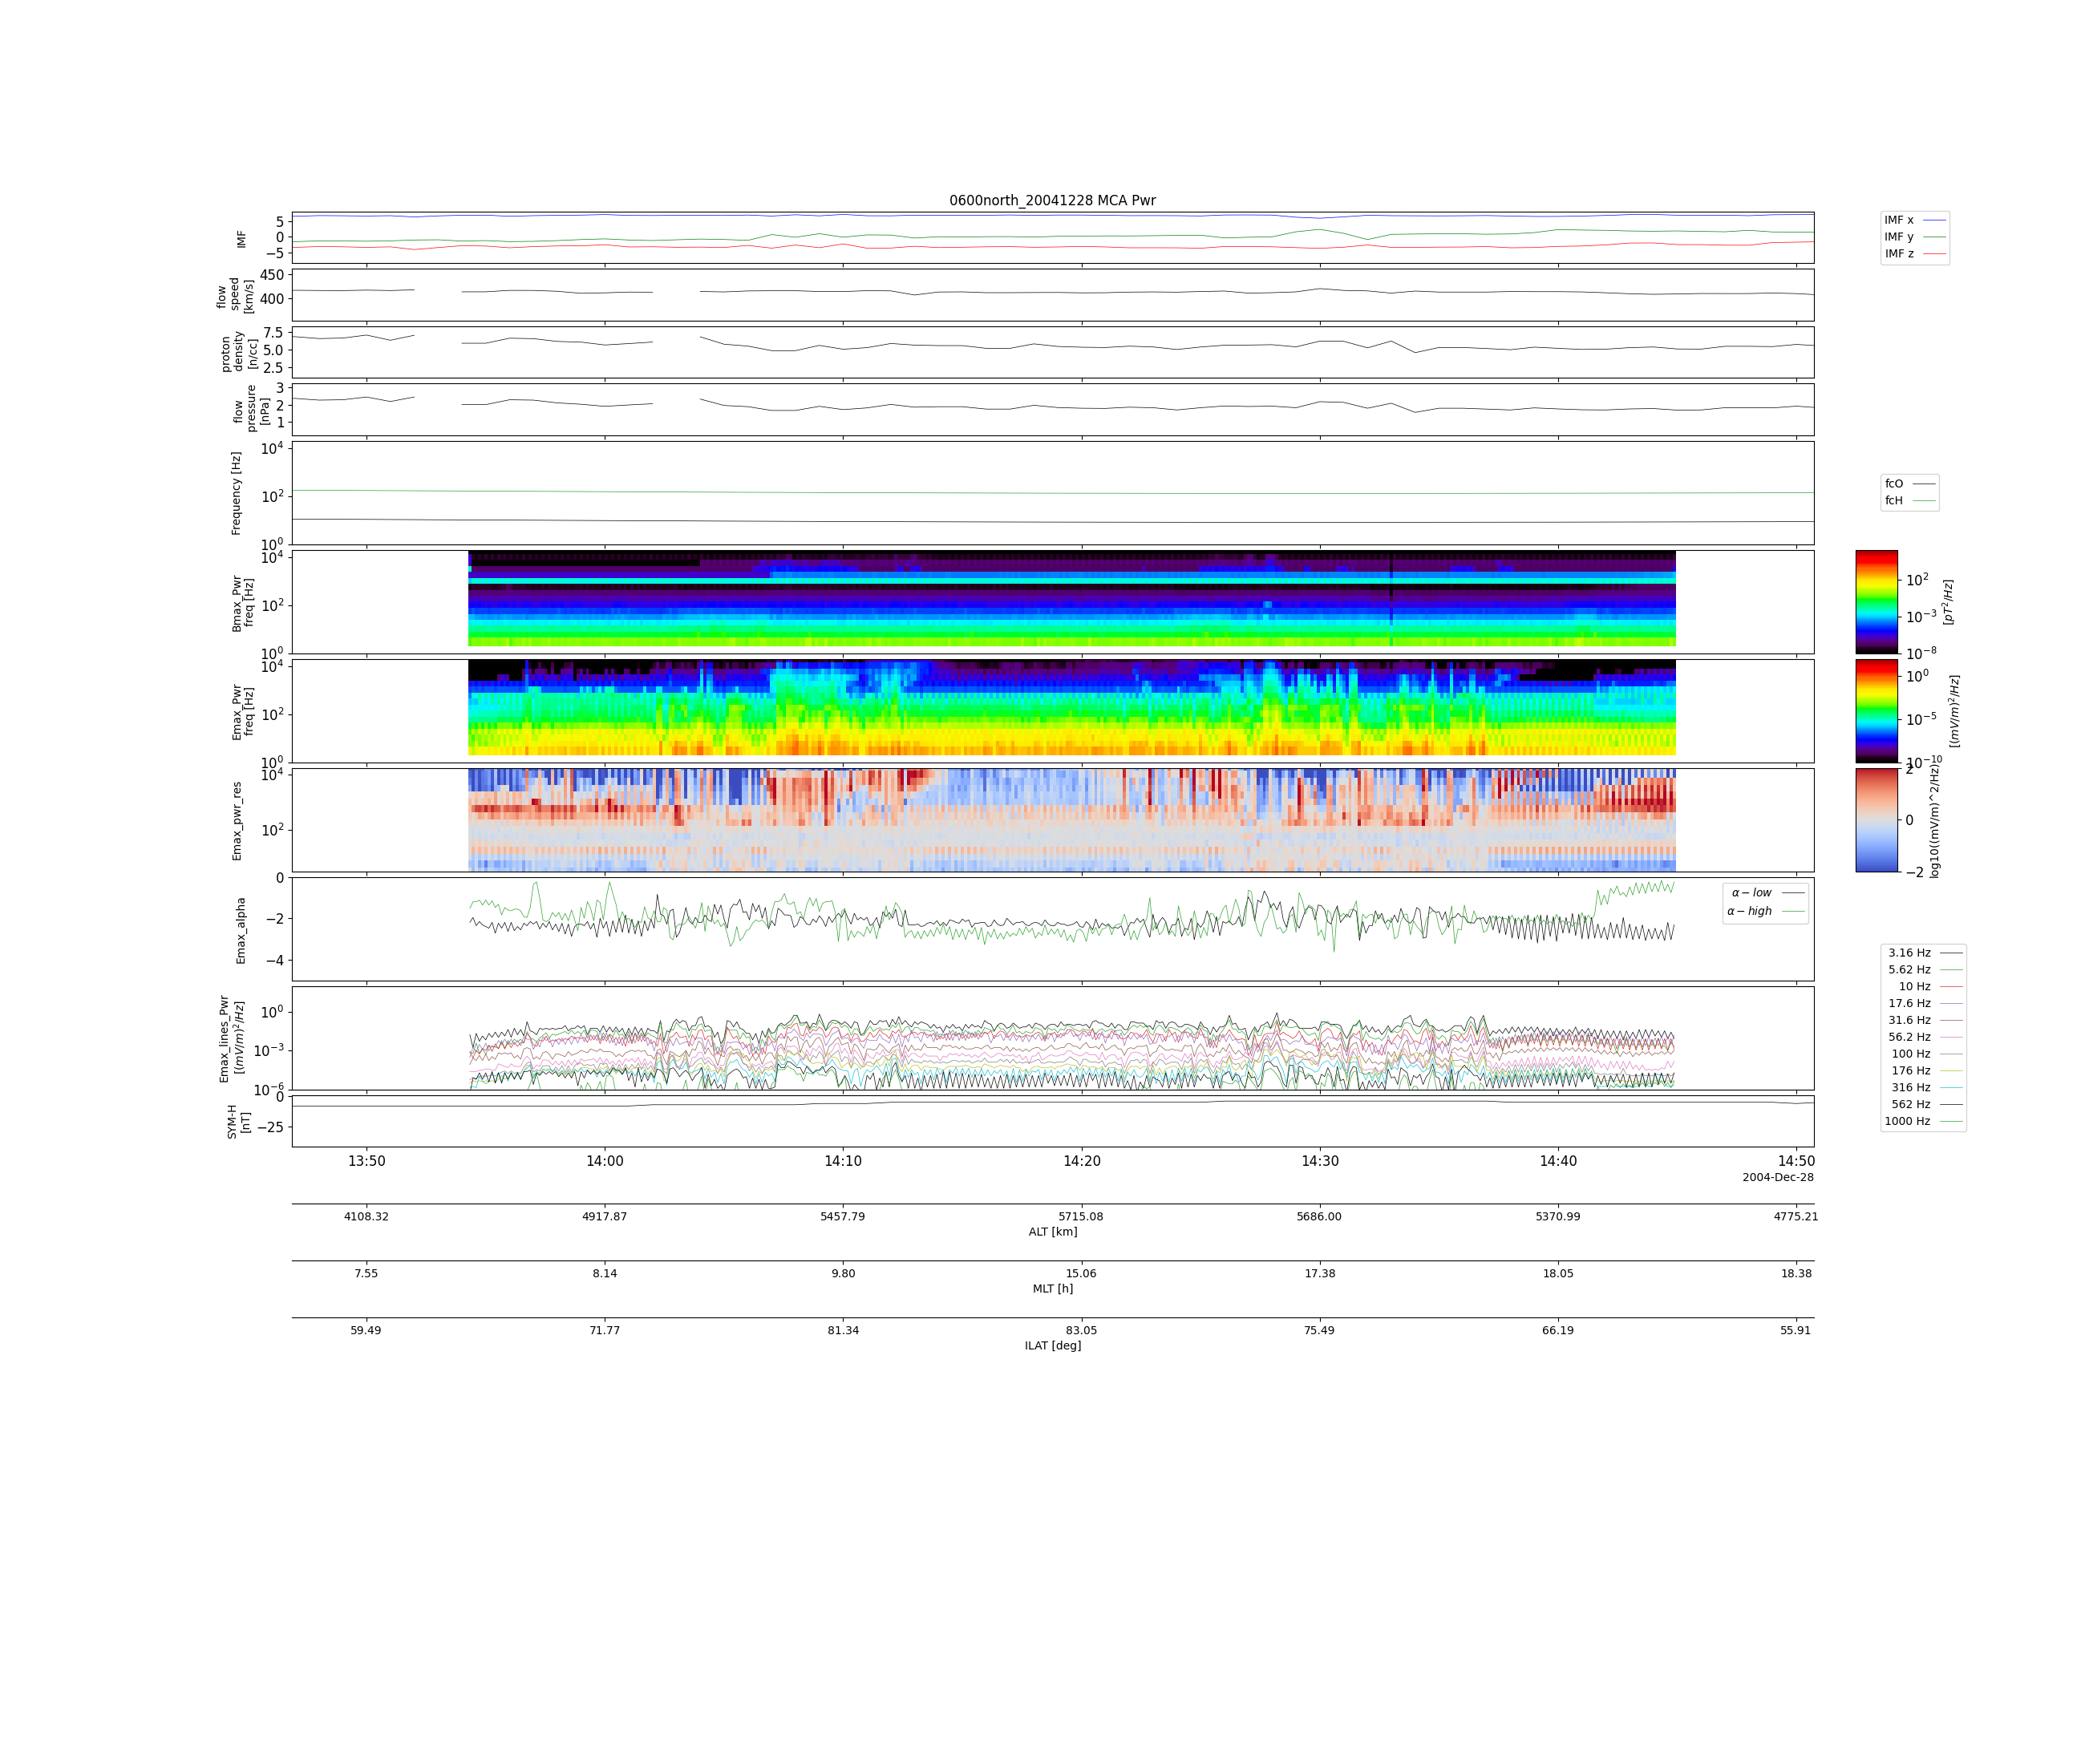 0600north_20041228 MCA Pwr
IMF
5
0
−5
IMF x
IMF y
IMF z
flow
speed
[km/s]
450
400
proton
density
[n/cc]
7.5
5.0
2.5
flow
pressure
[nPa]
3
2
1
Frequency [Hz]
10^4
10^2
10^0
fcO
fcH
Bmax_Pwr
freq [Hz]
10^4
10^2
10^0
10^2
10^−3
10^−8
[pT^2/Hz]
Emax_Pwr
freq [Hz]
10^4
10^2
10^0
10^0
10^−5
10^−10
[(mV/m)^2/Hz]
Emax_pwr_res
10^4
10^2
2
0
−2
log10((mV/m)^2/Hz)
Emax_alpha
0
−2
−4
α − low
α − high
Emax_lines_Pwr
[(mV/m)^2/Hz]
10^0
10^−3
10^−6
3.16 Hz
5.62 Hz
10 Hz
17.6 Hz
31.6 Hz
56.2 Hz
100 Hz
176 Hz
316 Hz
562 Hz
1000 Hz
SYM-H
[nT]
0
−25
13:50 14:00 14:10 14:20 14:30 14:40 14:50
2004-Dec-28
4108.32 4917.87 5457.79 5715.08 5686.00 5370.99 4775.21
ALT [km]
7.55 8.14 9.80 15.06 17.38 18.05 18.38
MLT [h]
59.49 71.77 81.34 83.05 75.49 66.19 55.91
ILAT [deg]